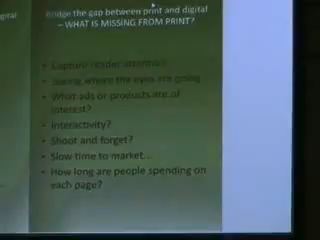 gital
Bridge the gap between print and digital
– WHAT IS MISSING FROM PRINT?
• Capture reader attention
• Seeing where the eyes are going
• What ads or products are of
interest?
• Interactivity?
• Shoot and forget?
• Slow time to market...
• How long are people spending on
each page?